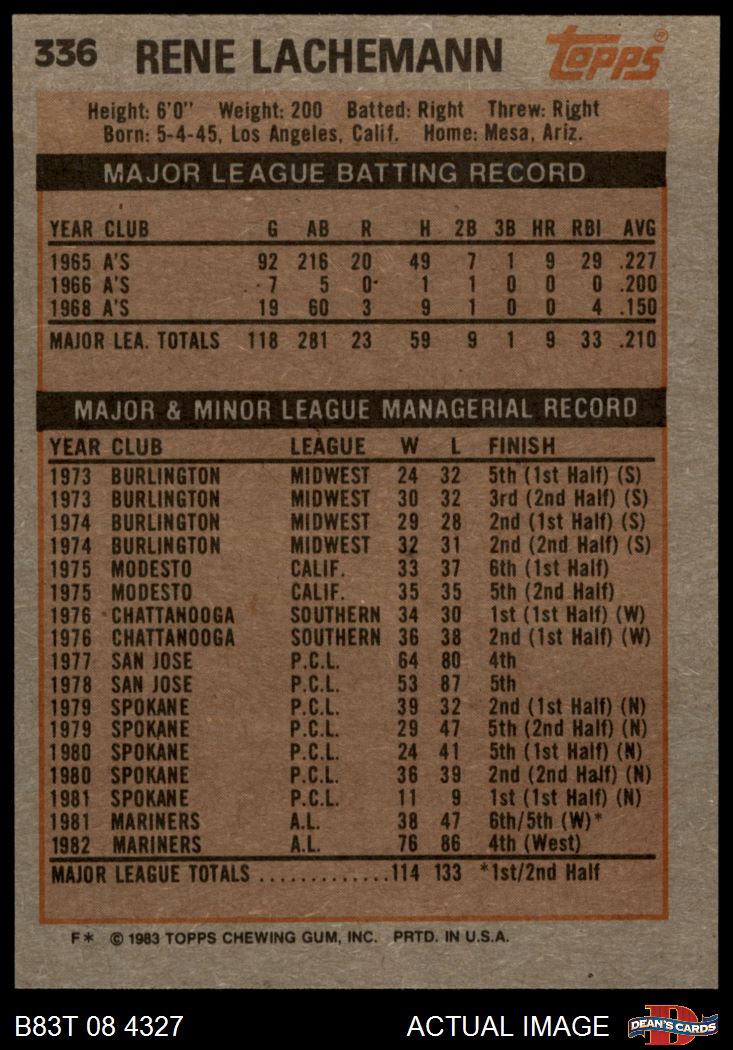 336 RENE LACHEMANN TOPPS®
Height: 6'0" Weight: 200 Batted: Right Threw: Right
Born: 5-4-45, Los Angeles, Calif. Home: Mesa, Ariz.
MAJOR LEAGUE BATTING RECORD
YEAR CLUB G AB R H 2B 3B HR RBI AVG
1965 A'S 92 216 20 49 7 1 9 29 .227
1966 A'S 7 5 0 1 1 0 0 0 .200
1968 A'S 19 60 3 9 1 0 0 4 .150
MAJOR LEA. TOTALS 118 281 23 59 9 1 9 33 .210
MAJOR & MINOR LEAGUE MANAGERIAL RECORD
YEAR CLUB LEAGUE W L FINISH
1973 BURLINGTON MIDWEST 24 32 5th (1st Half) (S)
1973 BURLINGTON MIDWEST 30 32 3rd (2nd Half) (S)
1974 BURLINGTON MIDWEST 29 28 2nd (1st Half) (S)
1974 BURLINGTON MIDWEST 32 31 2nd (2nd Half) (S)
1975 MODESTO CALIF. 33 37 6th (1st Half)
1975 MODESTO CALIF. 35 35 5th (2nd Half)
1976 CHATTANOOGA SOUTHERN 34 30 1st (1st Half) (W)
1976 CHATTANOOGA SOUTHERN 36 38 2nd (1st Half) (W)
1977 SAN JOSE P.C.L. 64 80 4th
1978 SAN JOSE P.C.L. 53 87 5th
1979 SPOKANE P.C.L. 39 32 2nd (1st Half) (N)
1979 SPOKANE P.C.L. 29 47 5th (2nd Half) (N)
1980 SPOKANE P.C.L. 24 41 5th (1st Half) (N)
1980 SPOKANE P.C.L. 36 39 2nd (2nd Half) (N)
1981 SPOKANE P.C.L. 11 9 1st (1st Half) (N)
1981 MARINERS A.L. 38 47 6th/5th (W)*
1982 MARINERS A.L. 76 86 4th (West)
MAJOR LEAGUE TOTALS .............114 133 *1st/2nd Half
F* © 1983 TOPPS CHEWING GUM, INC. PRTD. IN U.S.A.
B83T 08 4327 ACTUAL IMAGE D DEAN'S CARDS